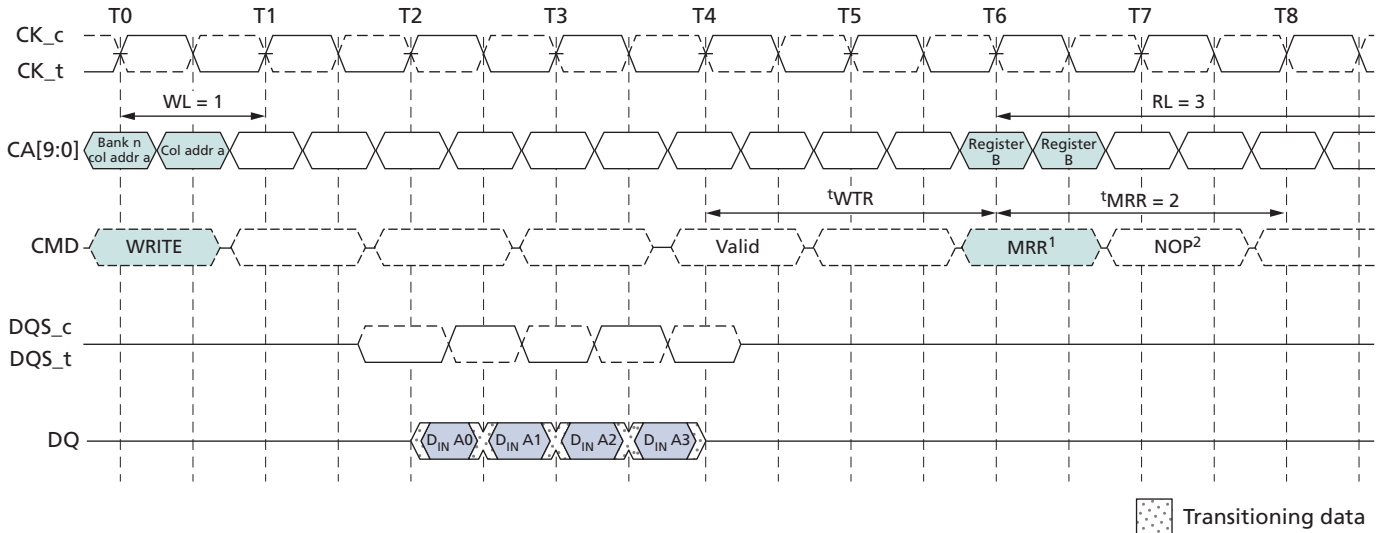 T0 T1 T2 T3 T4 T5 T6 T7 T8
CK_c
CK_t
WL = 1
RL = 3
CA[9:0]
Bank n
col addr a
Col addr a
Register
B
Register
B
tWTR
tMRR = 2
CMD
WRITE
Valid
MRR1
NOP2
DQS_c
DQS_t
DQ
DIN A0
DIN A1
DIN A2
DIN A3
Transitioning data